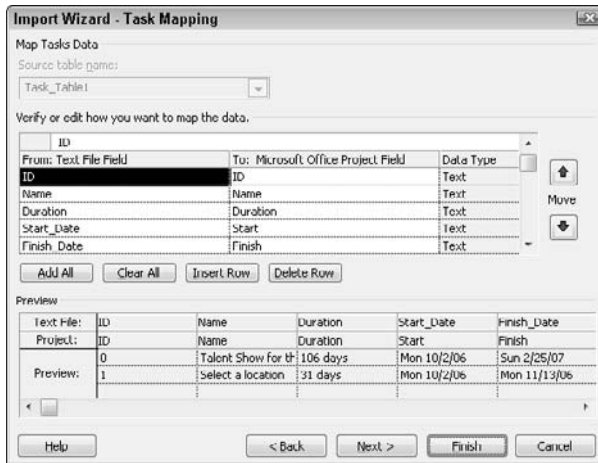 Import Wizard - Task Mapping
Map Tasks Data
Source table name:
Task_Table1
Verify or edit how you want to map the data.
ID
From: Text File Field To: Microsoft Office Project Field Data Type
ID ID Text
Name Name Text
Duration Duration Text
Start_Date Start Text
Finish_Date Finish Text
Move
Add All Clear All Insert Row Delete Row
Preview
Text File: ID Name Duration Start_Date Finish_Date
Project: ID Name Duration Start Finish
Preview: 0 Talent Show for th 106 days Mon 10/2/06 Sun 2/25/07
1 Select a location 31 days Mon 10/2/06 Mon 11/13/06
Help < Back Next > Finish Cancel